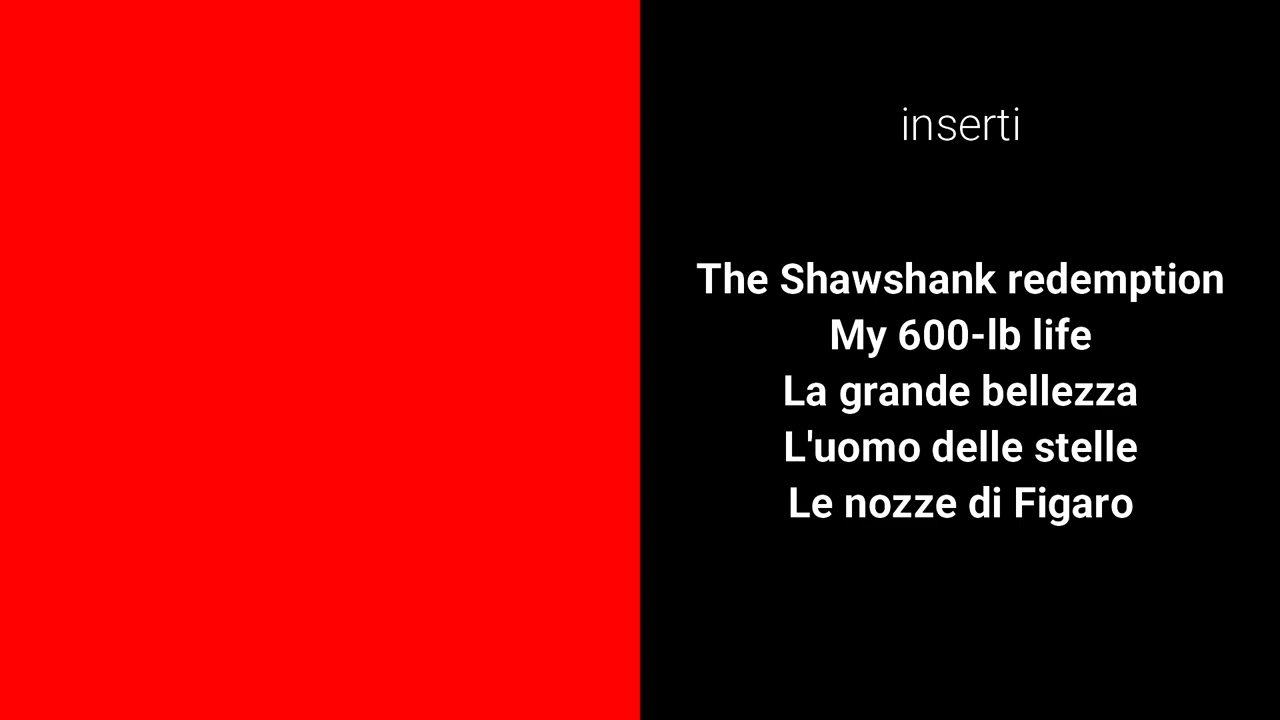 inserti
The Shawshank redemption
My 600-lb life
La grande bellezza
L'uomo delle stelle
Le nozze di Figaro